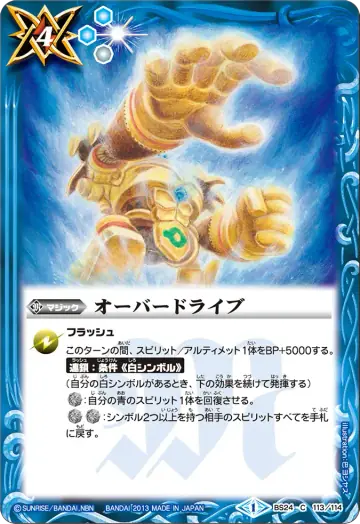 4
マジック オーバードライブ
フラッシュ
このターンの間、スピリット/アルティメット1体をBP+5000する。
連鎖:条件《白シンボル》
(自分の白シンボルがあるとき、下の効果を続けて発揮する)
:自分の青のスピリット1体を回復させる。
:シンボル2つ以上を持つ相手のスピリットすべてを手札
に戻す。
©SUNRISE/BANDAI,NBN BANDAI 2013 MADE IN JAPAN 1 BS24 C 113/114